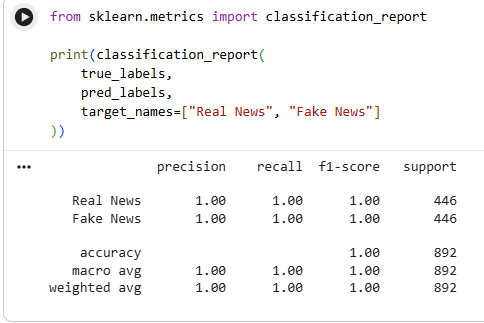 from sklearn.metrics import classification_report
print(classification_report(
true_labels,
pred_labels,
target_names=["Real News", "Fake News"]
))
precision recall f1-score support
Real News 1.00 1.00 1.00 446
Fake News 1.00 1.00 1.00 446
accuracy 1.00 892
macro avg 1.00 1.00 1.00 892
weighted avg 1.00 1.00 1.00 892